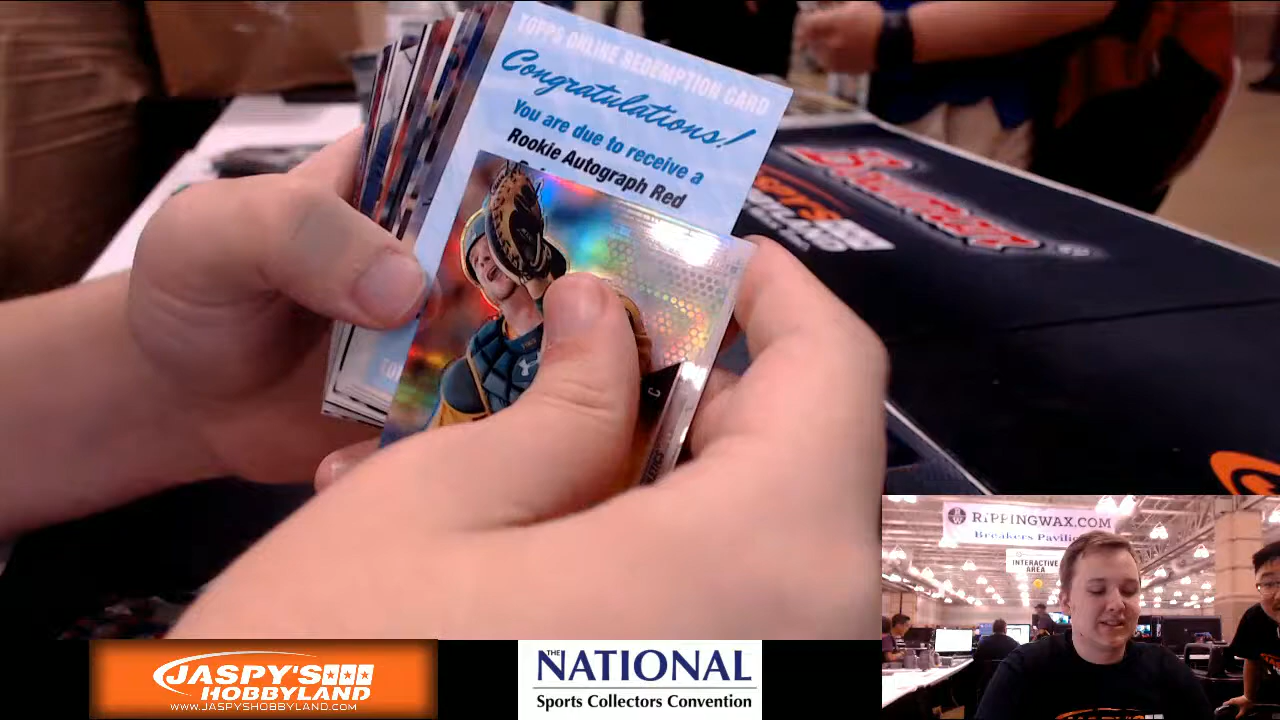 TOPPS ONLINE REDEMPTION CARD
Congratulations!
You are due to receive a
Rookie Autograph Red
C
RIPPINGWAX.COM
Breakers Pavilio
INTERACTIVE
AREA
JASPY'S
HOBBYLAND
WWW.JASPYSHOBBYLAND.COM
THE
NATIONAL
Sports Collectors Convention